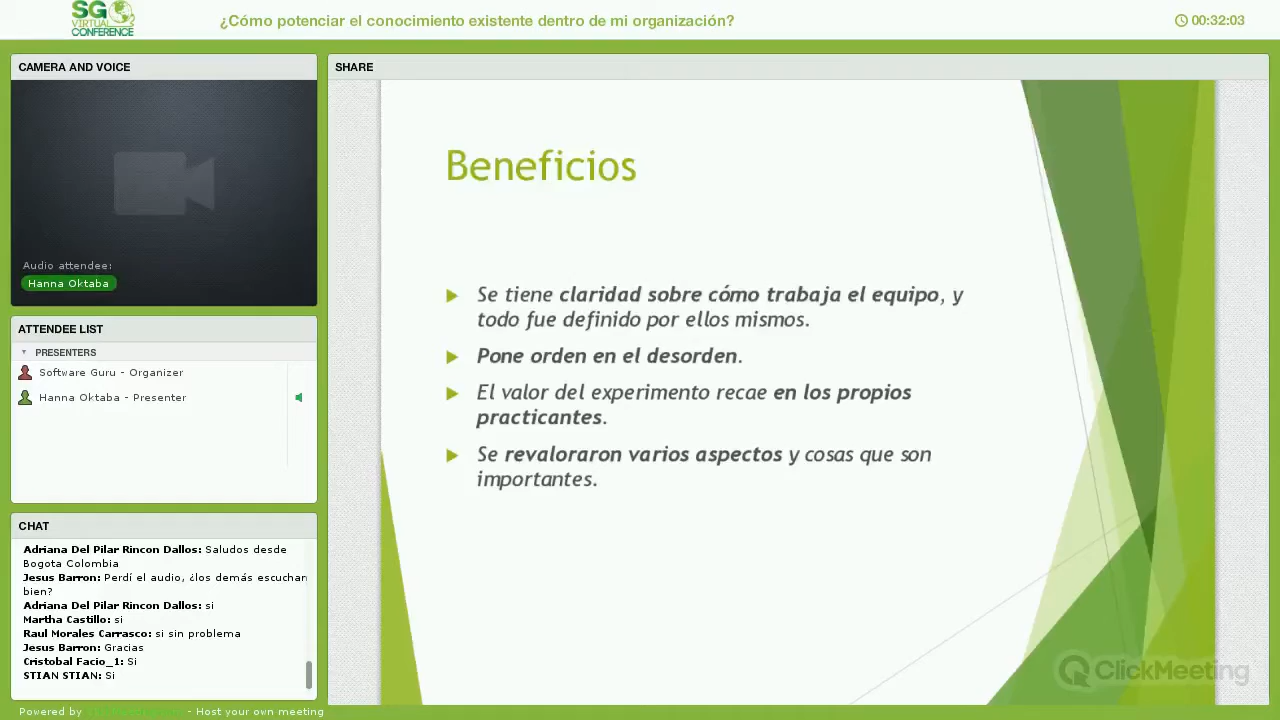 SG
VIRTUAL
CONFERENCE
¿Cómo potenciar el conocimiento existente dentro de mi organización?
00:32:03
CAMERA AND VOICE
Audio attendee:
Hanna Oktaba
ATTENDEE LIST
PRESENTERS
Software Guru - Organizer
Hanna Oktaba - Presenter
CHAT
Adriana Del Pilar Rincon Dallos: Saludos desde
Bogota Colombia
Jesus Barron: Perdí el audio, ¿los demás escuchan
bien?
Adriana Del Pilar Rincon Dallos: si
Martha Castillo: si
Raul Morales Carrasco: si sin problema
Jesus Barron: Gracias
Cristobal Facio_1: Si
STIAN STIAN: Si
Powered by - Host your own meeting
SHARE
Beneficios
Se tiene claridad sobre cómo trabaja el equipo, y
todo fue definido por ellos mismos.
Pone orden en el desorden.
El valor del experimento recae en los propios
practicantes.
Se revaloraron varios aspectos y cosas que son
importantes.
ClickMeeting